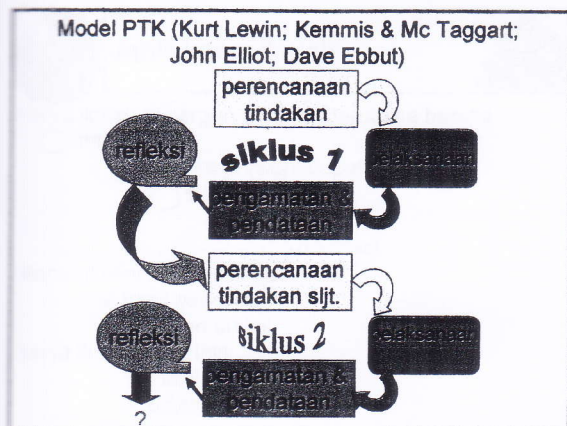 Model PTK (Kurt Lewin; Kemmis & Mc Taggart;
John Elliot; Dave Ebbut)
perencanaan
tindakan
refleksi
siklus 1
pelaksanaan
pengamatan &
pendataan
perencanaan
tindakan sljt.
refleksi
siklus 2
pelaksanaan
pengamatan &
pendataan
?